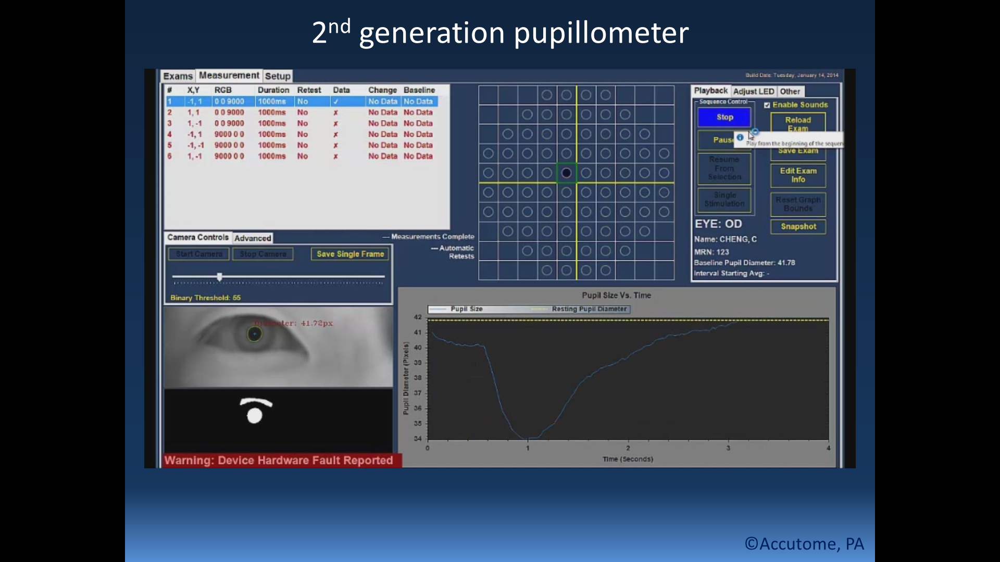 2nd generation pupillometer
Exams Measurement Setup
Build Date: Tuesday, January 14, 2014
# X,Y RGB Duration Retest Data Change Baseline
1 -1, 1 0 0 9000 1000ms No ✓ No Data No Data
2 1, 1 0 0 9000 1000ms No ✗ No Data No Data
3 1, -1 0 0 9000 1000ms No ✗ No Data No Data
4 -1, 1 9000 0 0 1000ms No ✗ No Data No Data
5 -1, -1 9000 0 0 1000ms No ✗ No Data No Data
6 1, -1 9000 0 0 1000ms No ✗ No Data No Data
Playback Adjust LED Other
Sequence Control
Enable Sounds
Stop
Reload
Exam
Pause
Play from the beginning of the sequen
Save Exam
Resume
From
Selection
Edit Exam
Info
Single
Stimulation
Reset Graph
Bounds
Snapshot
EYE: OD
Name: CHENG, C
MRN: 123
Baseline Pupil Diameter: 41.78
Interval Starting Avg: -
Camera Controls Advanced
--- Measurements Complete
--- Automatic
Retests
Start Camera Stop Camera Save Single Frame
Binary Threshold: 55
Diameter: 41.72px
Warning: Device Hardware Fault Reported
Pupil Size Vs. Time
Pupil Size Resting Pupil Diameter
Pupil Diameter (Pixels)
42
41
40
39
38
37
36
35
34
0 1 2 3 4
Time (Seconds)
©Accutome, PA